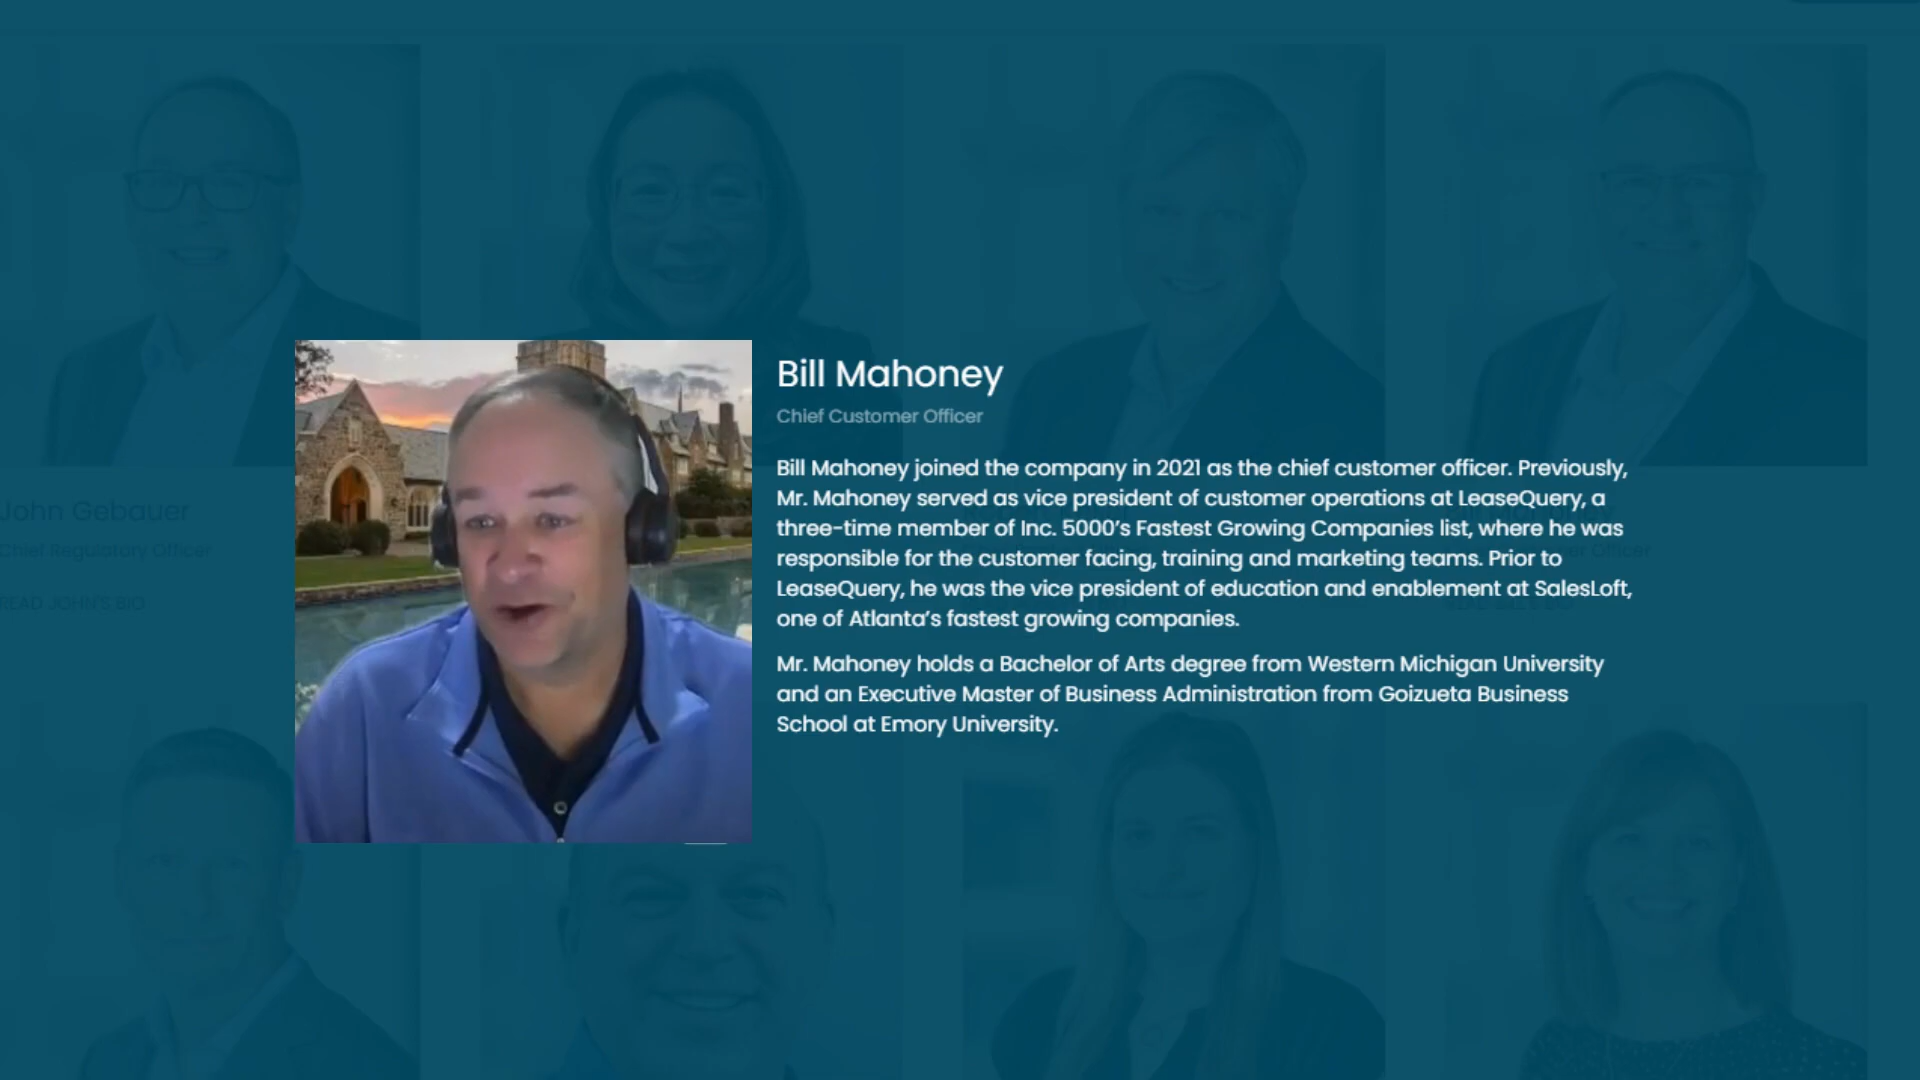 Bill Mahoney
Chief Customer Officer
Bill Mahoney joined the company in 2021 as the chief customer officer. Previously,
Mr. Mahoney served as vice president of customer operations at LeaseQuery, a
three-time member of Inc. 5000’s Fastest Growing Companies list, where he was
responsible for the customer facing, training and marketing teams. Prior to
LeaseQuery, he was the vice president of education and enablement at SalesLoft,
one of Atlanta’s fastest growing companies.
Mr. Mahoney holds a Bachelor of Arts degree from Western Michigan University
and an Executive Master of Business Administration from Goizueta Business
School at Emory University.
John Gebauer
Chief Regulatory Officer
READ JOHN'S BIO
Officer